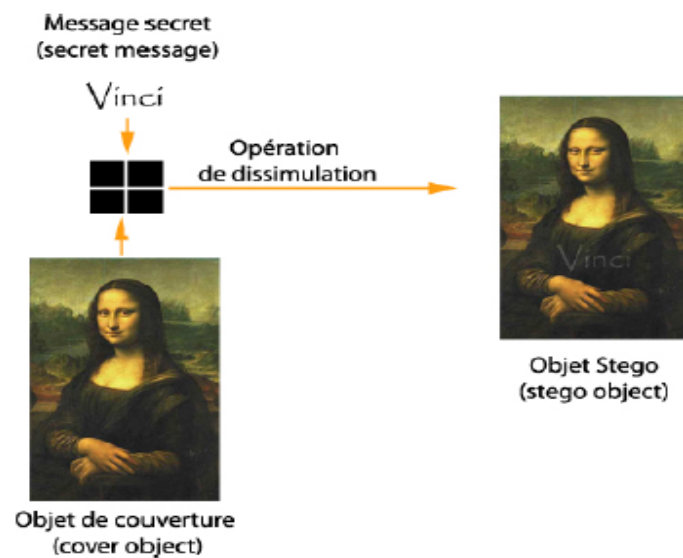 Message secret
(secret message)
Vinci
Opération
de dissimulation
Vinci
Objet Stego
(stego object)
Objet de couverture
(cover object)